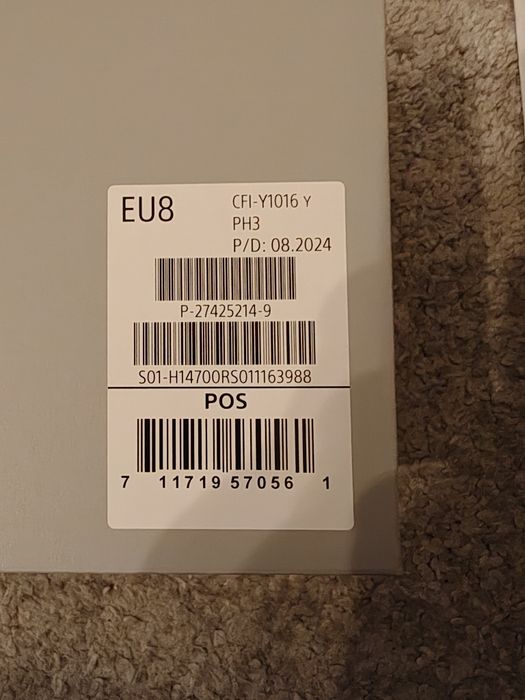 EU8
CFI-Y1016 Y
PH3
P/D: 08.2024
P-27425214-9
S01-H14700RS011163988
POS
7 11719 57056 1